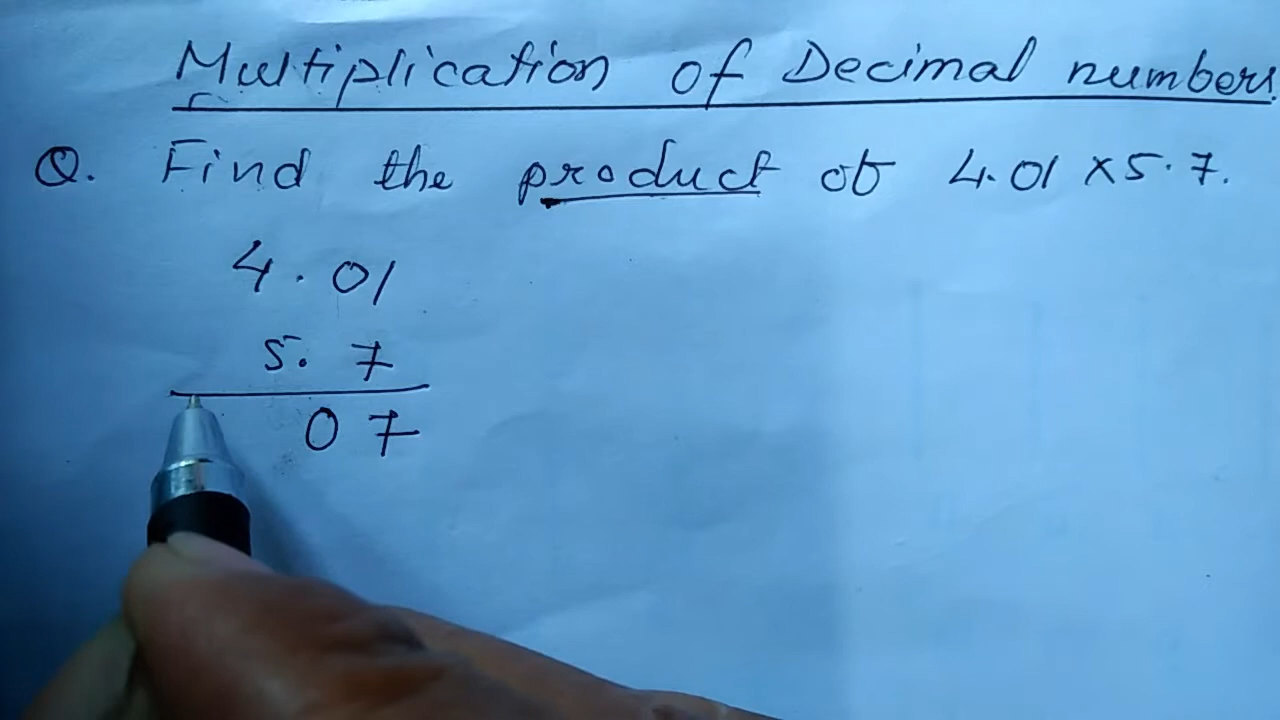 Multiplication of Decimal numbers.
Q. Find the product of 4.01 x 5.7.
4.01
5.7
07